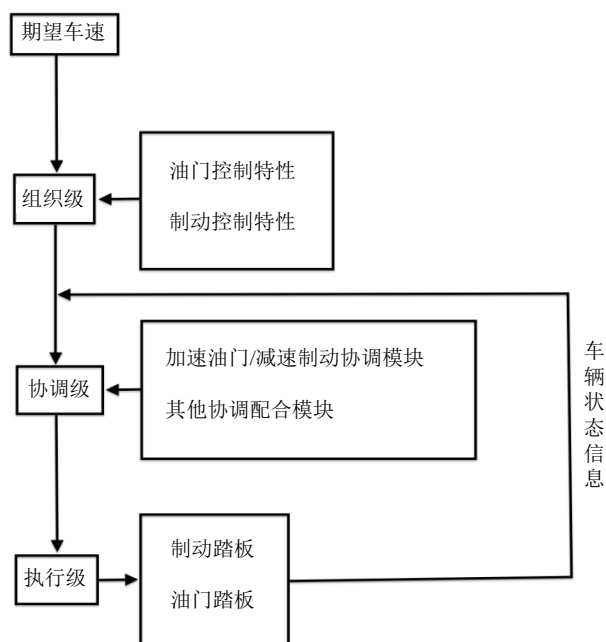 期望车速
组织级
油门控制特性
制动控制特性
协调级
加速油门/减速制动协调模块
其他协调配合模块
车辆状态信息
执行级
制动踏板
油门踏板